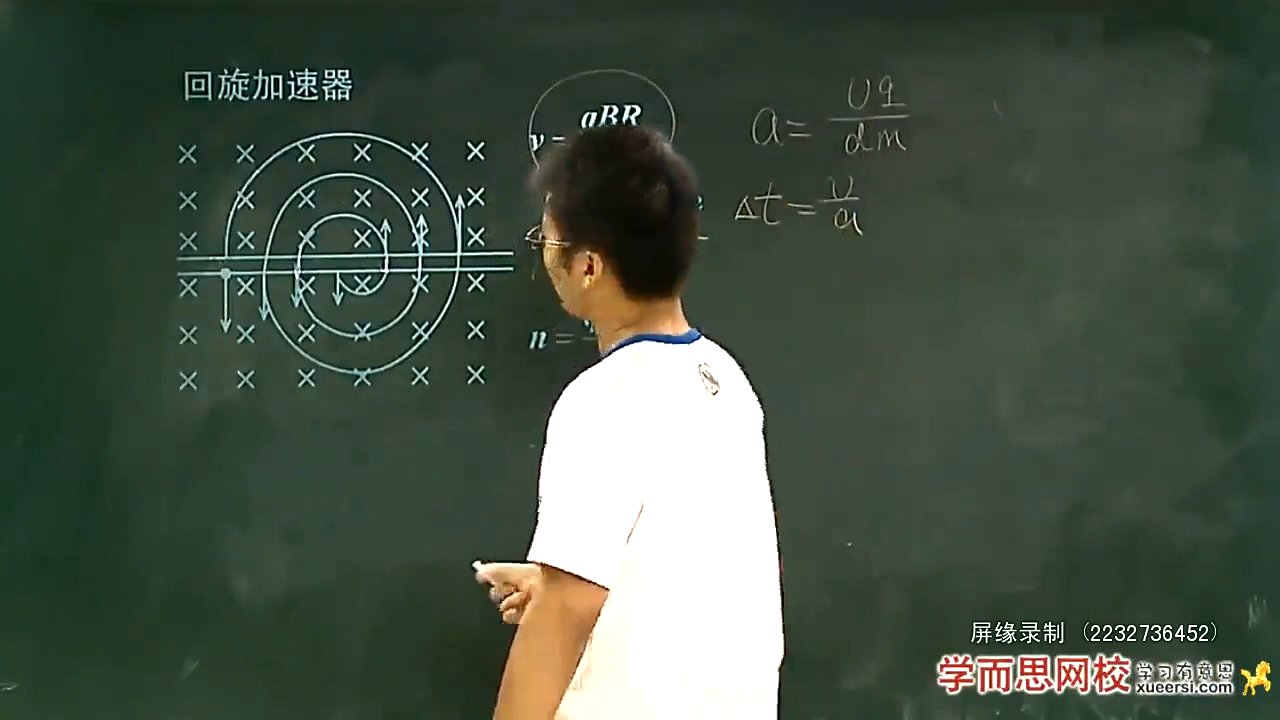 回旋加速器
qBR
v =
a = Uq / dm
Δt = v / a
n =
屏缘录制 (2232736452)
学而思网校 学习有意思
xueersi.com